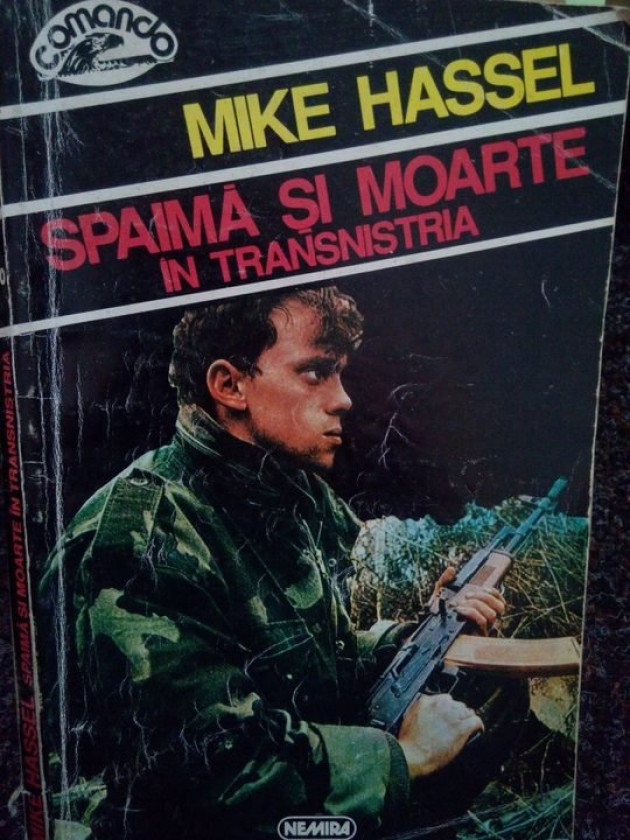 comando
MIKE HASSEL
SPAIMĂ ȘI MOARTE
ÎN TRANSNISTRIA
MIKE HASSEL SPAIMĂ ȘI MOARTE ÎN TRANSNISTRIA
NEMIRA